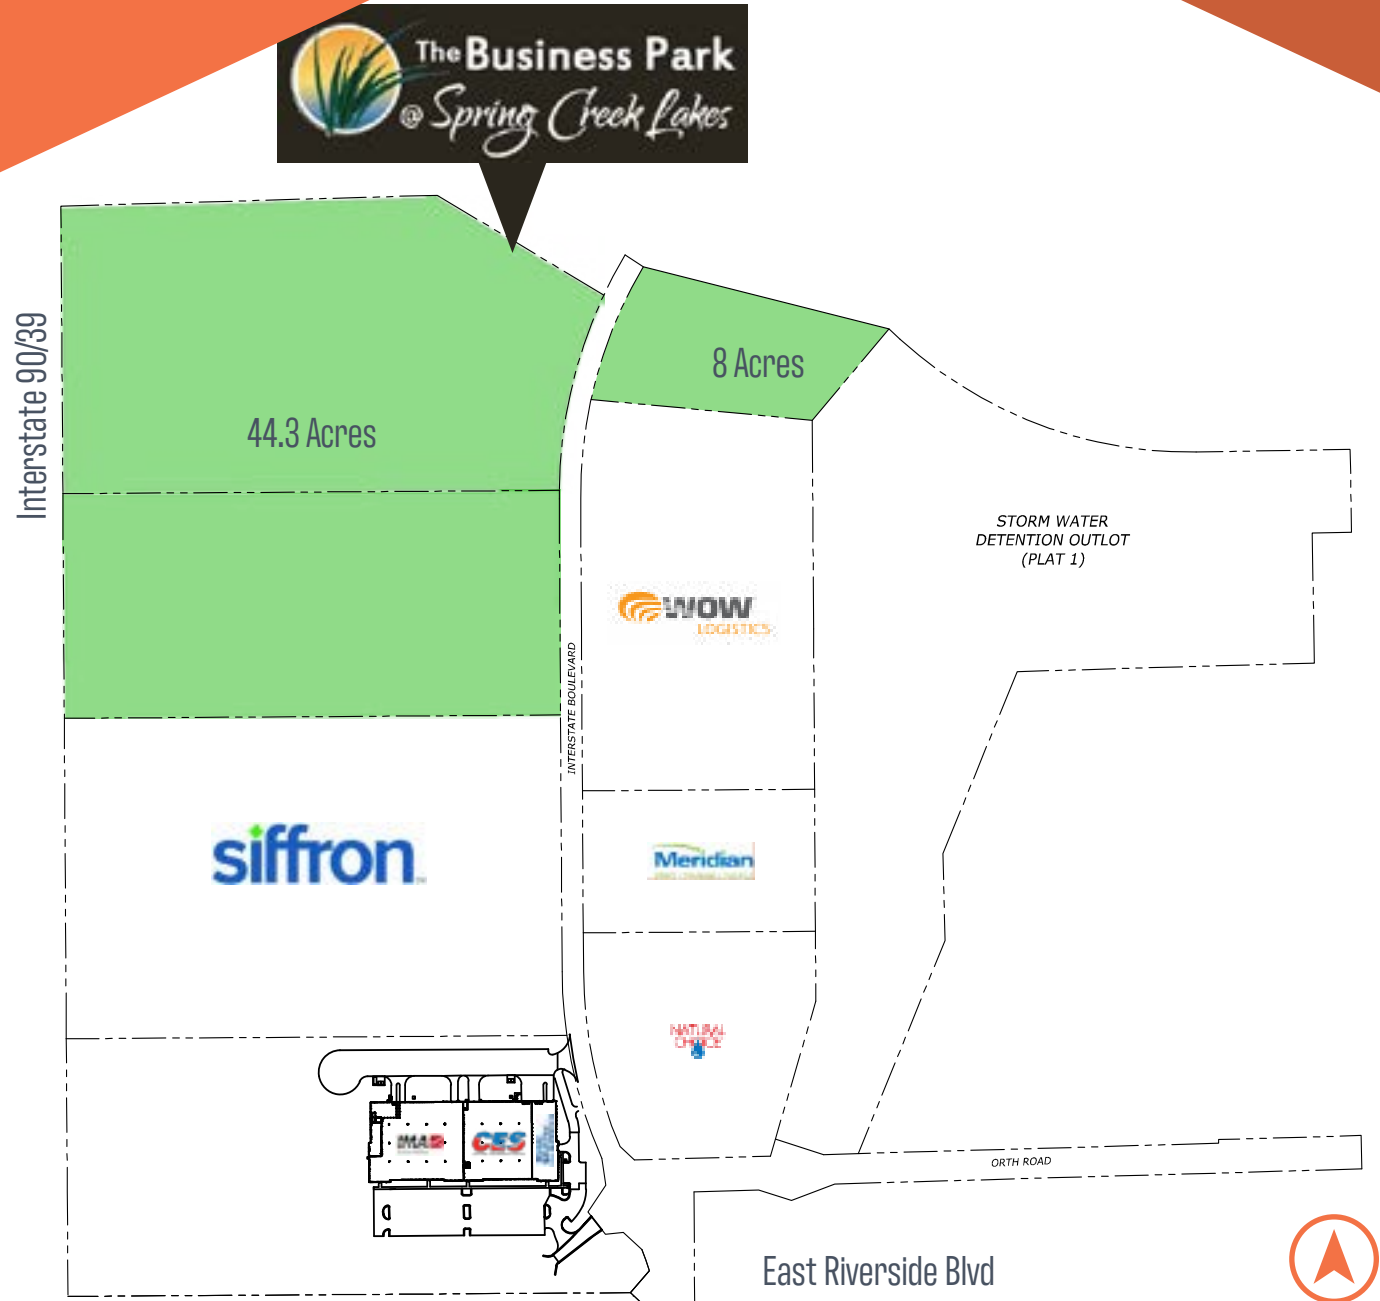 The Business Park
@ Spring Creek Lakes
Interstate 90/39
44.3 Acres
8 Acres
STORM WATER
DETENTION OUTLOT
(PLAT 1)
WOW
LOGISTICS
INTERSTATE BOULEVARD
siffron
Meridian
NATURAL
CHOICE
IMA
CES
ORTH ROAD
East Riverside Blvd